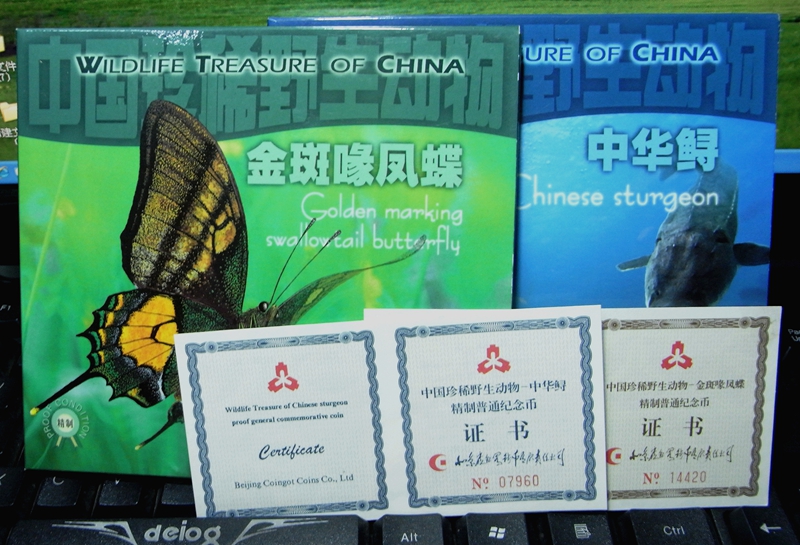 中国珍稀野生动物
WILDLIFE TREASURE OF CHINA
金斑喙凤蝶
Golden marking
swallowtail butterfly
PROOF CONDITION
精制
野生动物
URE OF CHINA
中华鲟
Chinese sturgeon
Wildlife Treasure of Chinese sturgeon
proof general commemorative coin
Certificate
Beijing Coingot Coins Co., Ltd
中国珍稀野生动物-中华鲟
精制普通纪念币
证 书
№ 07960
中国珍稀野生动物-金斑喙凤蝶
精制普通纪念币
证 书
№ 14420
F1
Alt
Ctrl
deiog